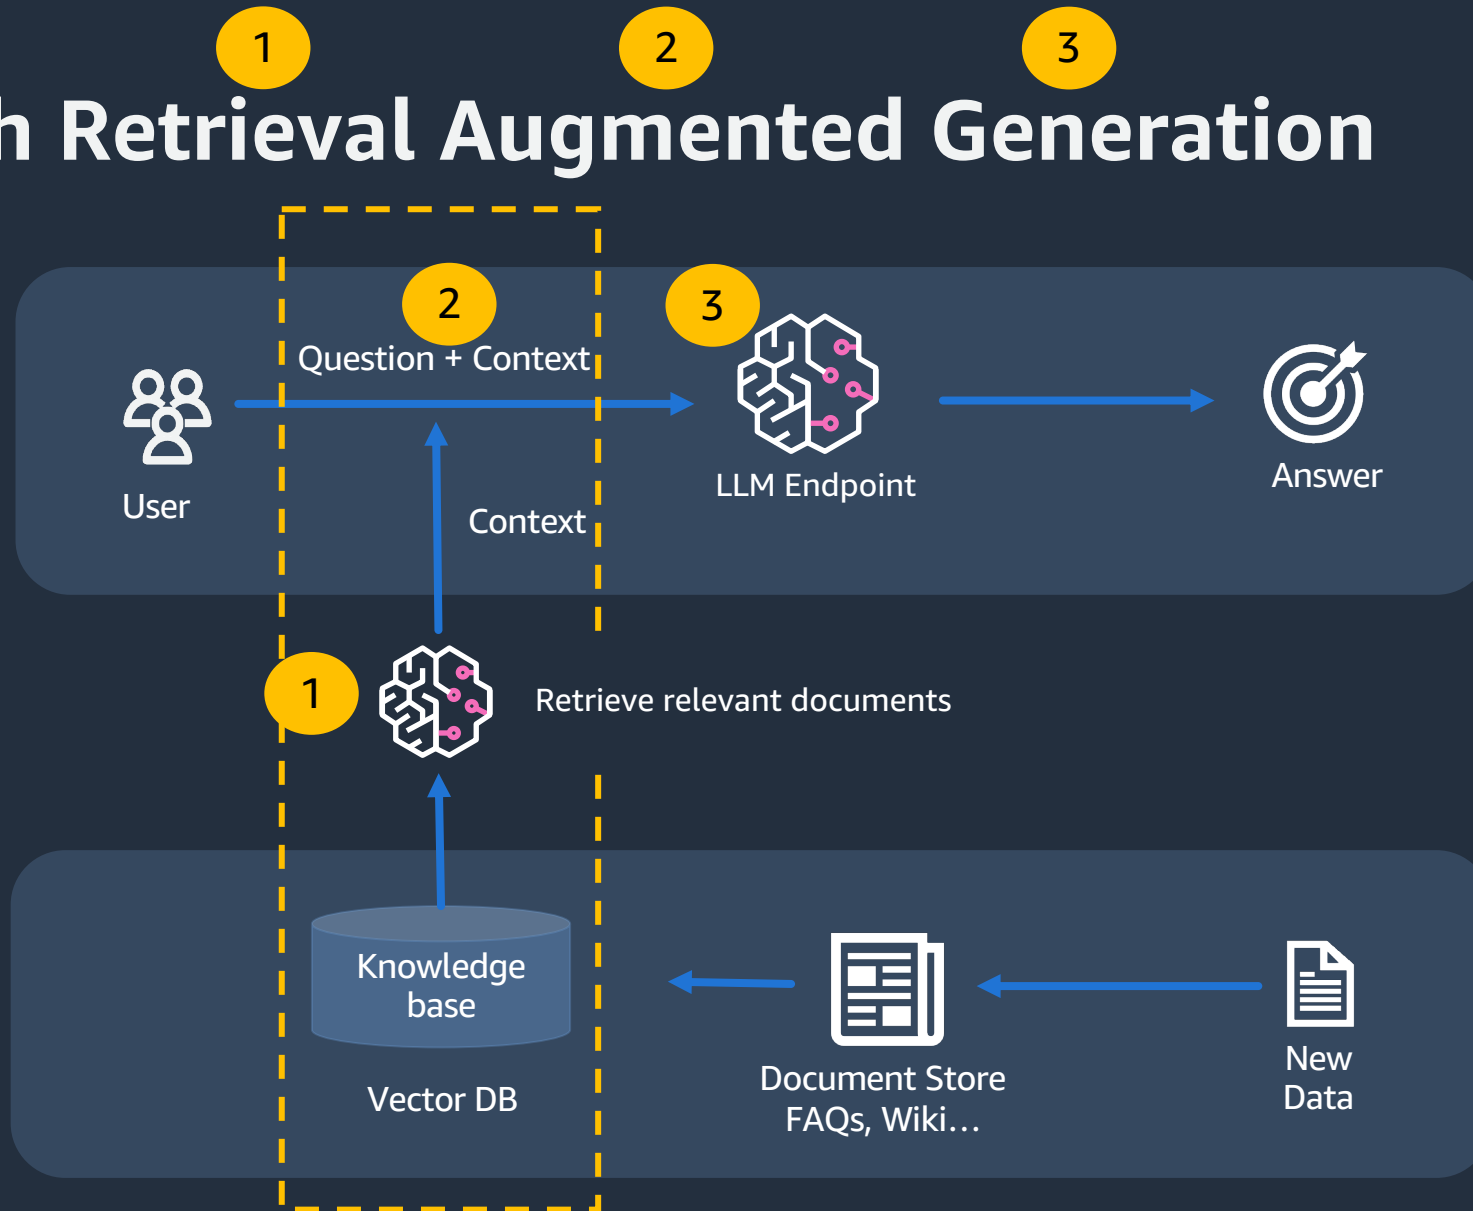 1
2
3
h Retrieval Augmented Generation
2
3
Question + Context
User
LLM Endpoint
Answer
Context
1
Retrieve relevant documents
Knowledge
base
Vector DB
Document Store
FAQs, Wiki...
New
Data